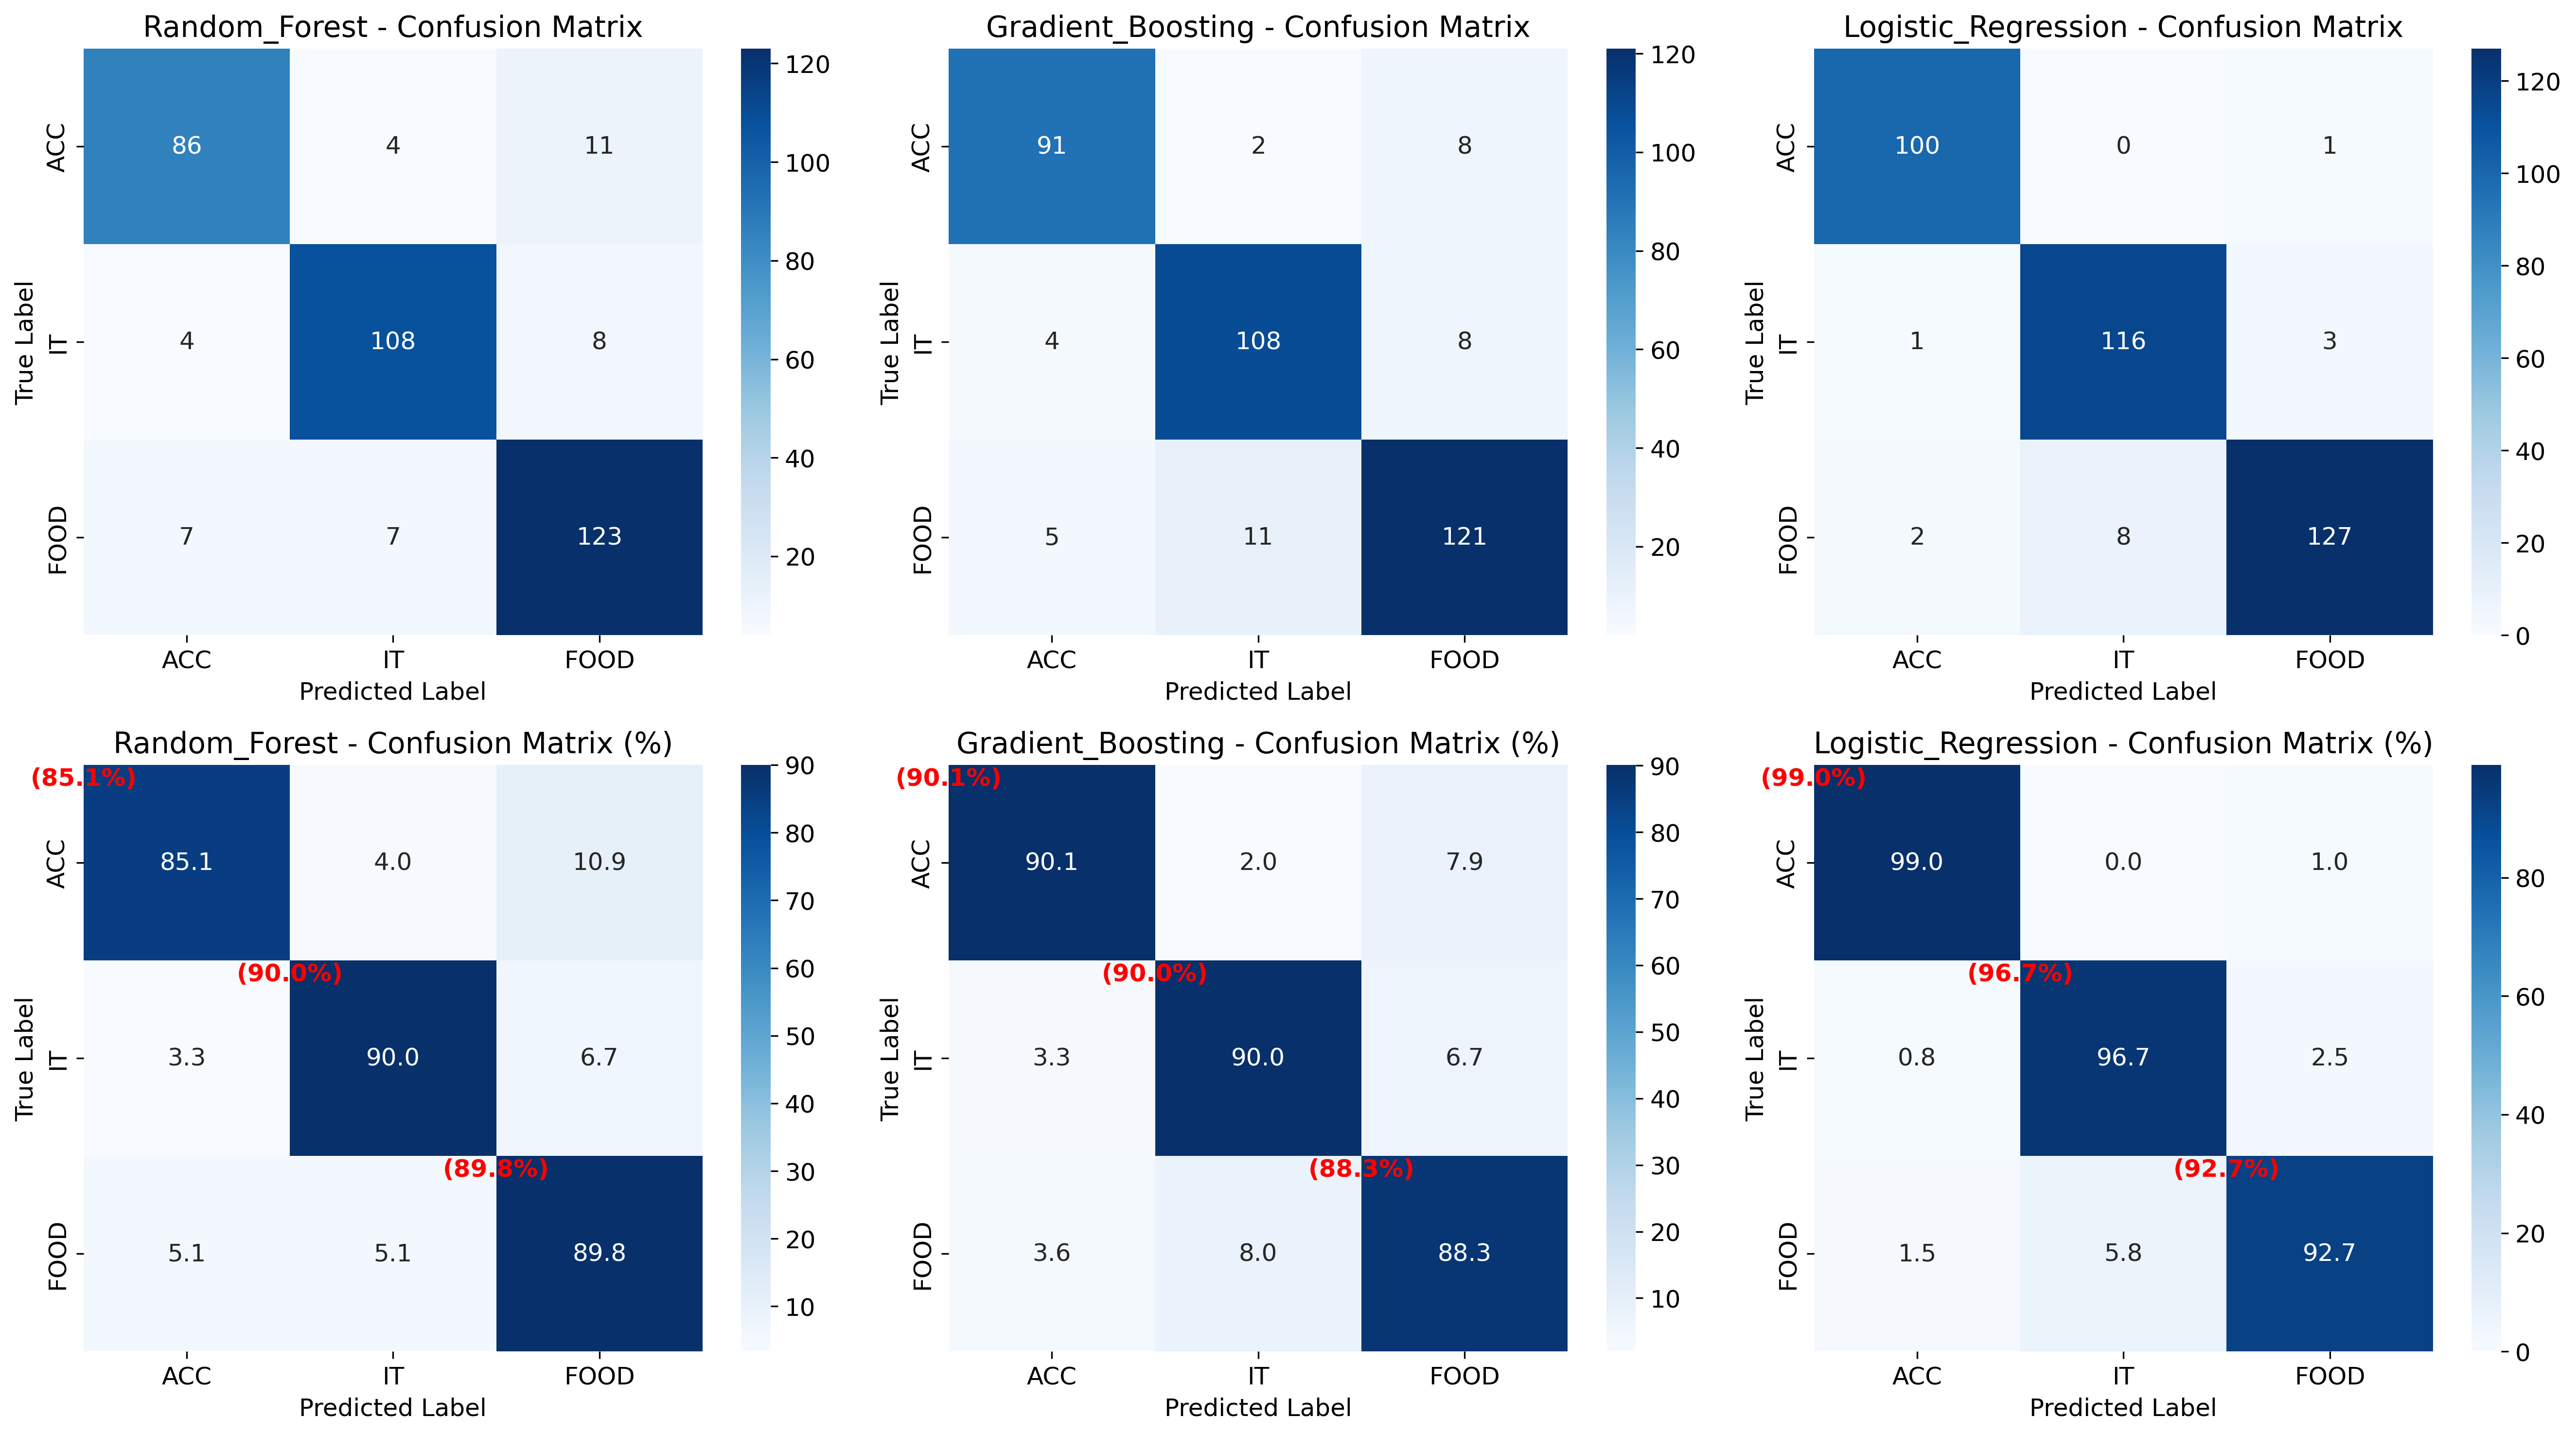 Random_Forest - Confusion Matrix
ACC
IT
FOOD
True Label
86 4 11
4 108 8
7 7 123
ACC IT FOOD
Predicted Label
120
100
80
60
40
20
Gradient_Boosting - Confusion Matrix
ACC
IT
FOOD
True Label
91 2 8
4 108 8
5 11 121
ACC IT FOOD
Predicted Label
120
100
80
60
40
20
Logistic_Regression - Confusion Matrix
ACC
IT
FOOD
True Label
100 0 1
1 116 3
2 8 127
ACC IT FOOD
Predicted Label
120
100
80
60
40
20
0
Random_Forest - Confusion Matrix (%)
ACC
IT
FOOD
True Label
(85.1%)
85.1 4.0 10.9
(90.0%)
3.3 90.0 6.7
(89.8%)
5.1 5.1 89.8
ACC IT FOOD
Predicted Label
90
80
70
60
50
40
30
20
10
Gradient_Boosting - Confusion Matrix (%)
ACC
IT
FOOD
True Label
(90.1%)
90.1 2.0 7.9
(90.0%)
3.3 90.0 6.7
(88.3%)
3.6 8.0 88.3
ACC IT FOOD
Predicted Label
90
80
70
60
50
40
30
20
10
Logistic_Regression - Confusion Matrix (%)
ACC
IT
FOOD
True Label
(99.0%)
99.0 0.0 1.0
(96.7%)
0.8 96.7 2.5
(92.7%)
1.5 5.8 92.7
ACC IT FOOD
Predicted Label
80
60
40
20
0